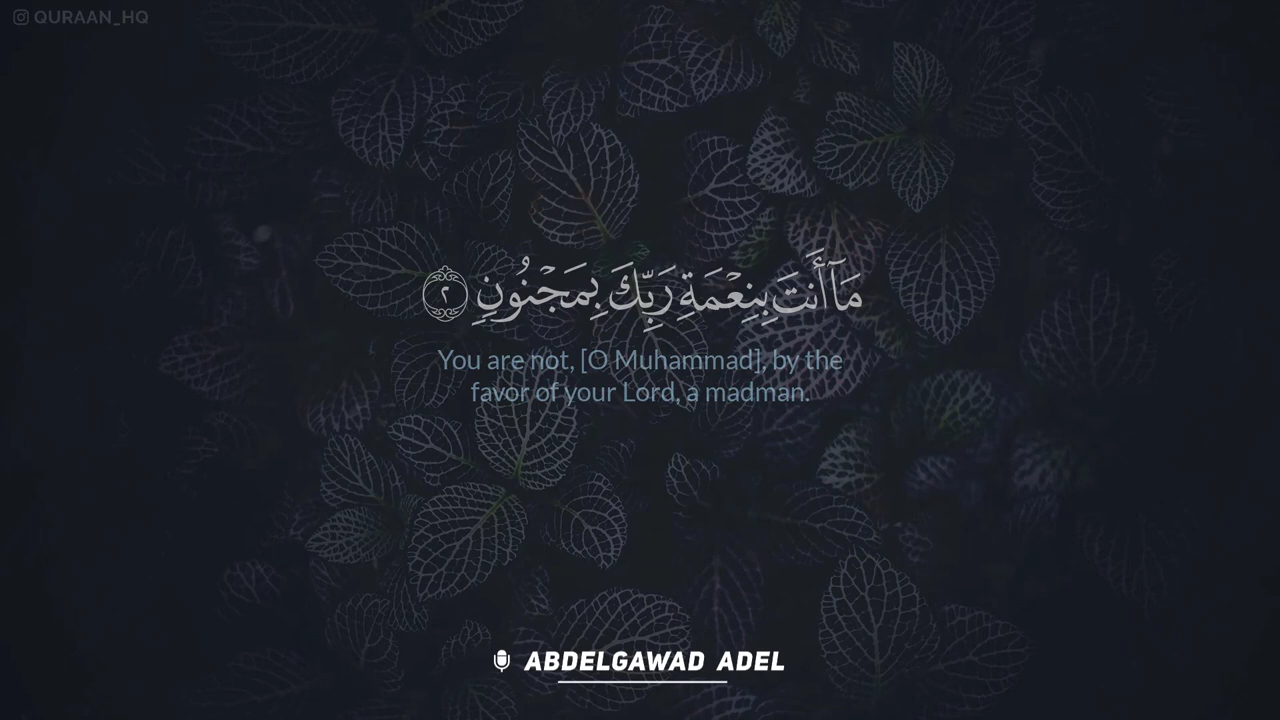 QURAAN_HQ
مَآ أَنتَ بِنِعْمَةِ رَبِّكَ بِمَجْنُونٍ ٢
You are not, [O Muhammad], by the
favor of your Lord, a madman.
ABDELGAWAD ADEL